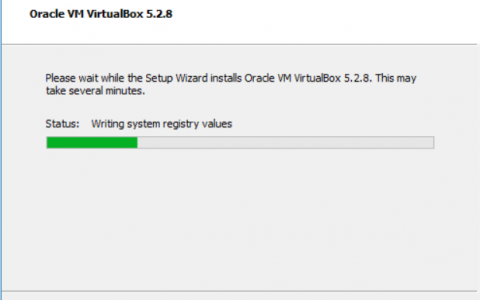 Oracle VM VirtualBox 5.2.8
Please wait while the Setup Wizard installs Oracle VM VirtualBox 5.2.8. This may
take several minutes.
Status: Writing system registry values